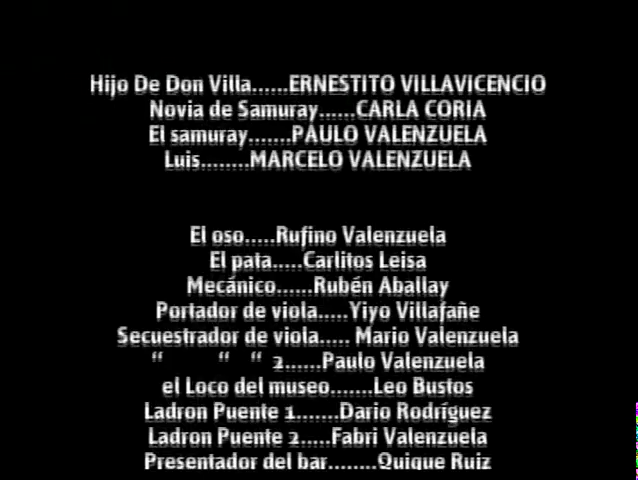 Hijo De Don Villa......ERNESTITO VILLAVICENCIO
Novia de Samuray......CARLA CORIA
El samuray.......PAULO VALENZUELA
Luis........MARCELO VALENZUELA
El oso.....Rufino Valenzuela
El pata.....Carlitos Leisa
Mecánico......Rubén Aballay
Portador de viola.....Yiyo Villafañe
Secuestrador de viola..... Mario Valenzuela
“ “ “ 2......Paulo Valenzuela
el Loco del museo.......Leo Bustos
Ladron Puente 1.......Dario Rodríguez
Ladron Puente 2.....Fabri Valenzuela
Presentador del bar........Quique Ruiz